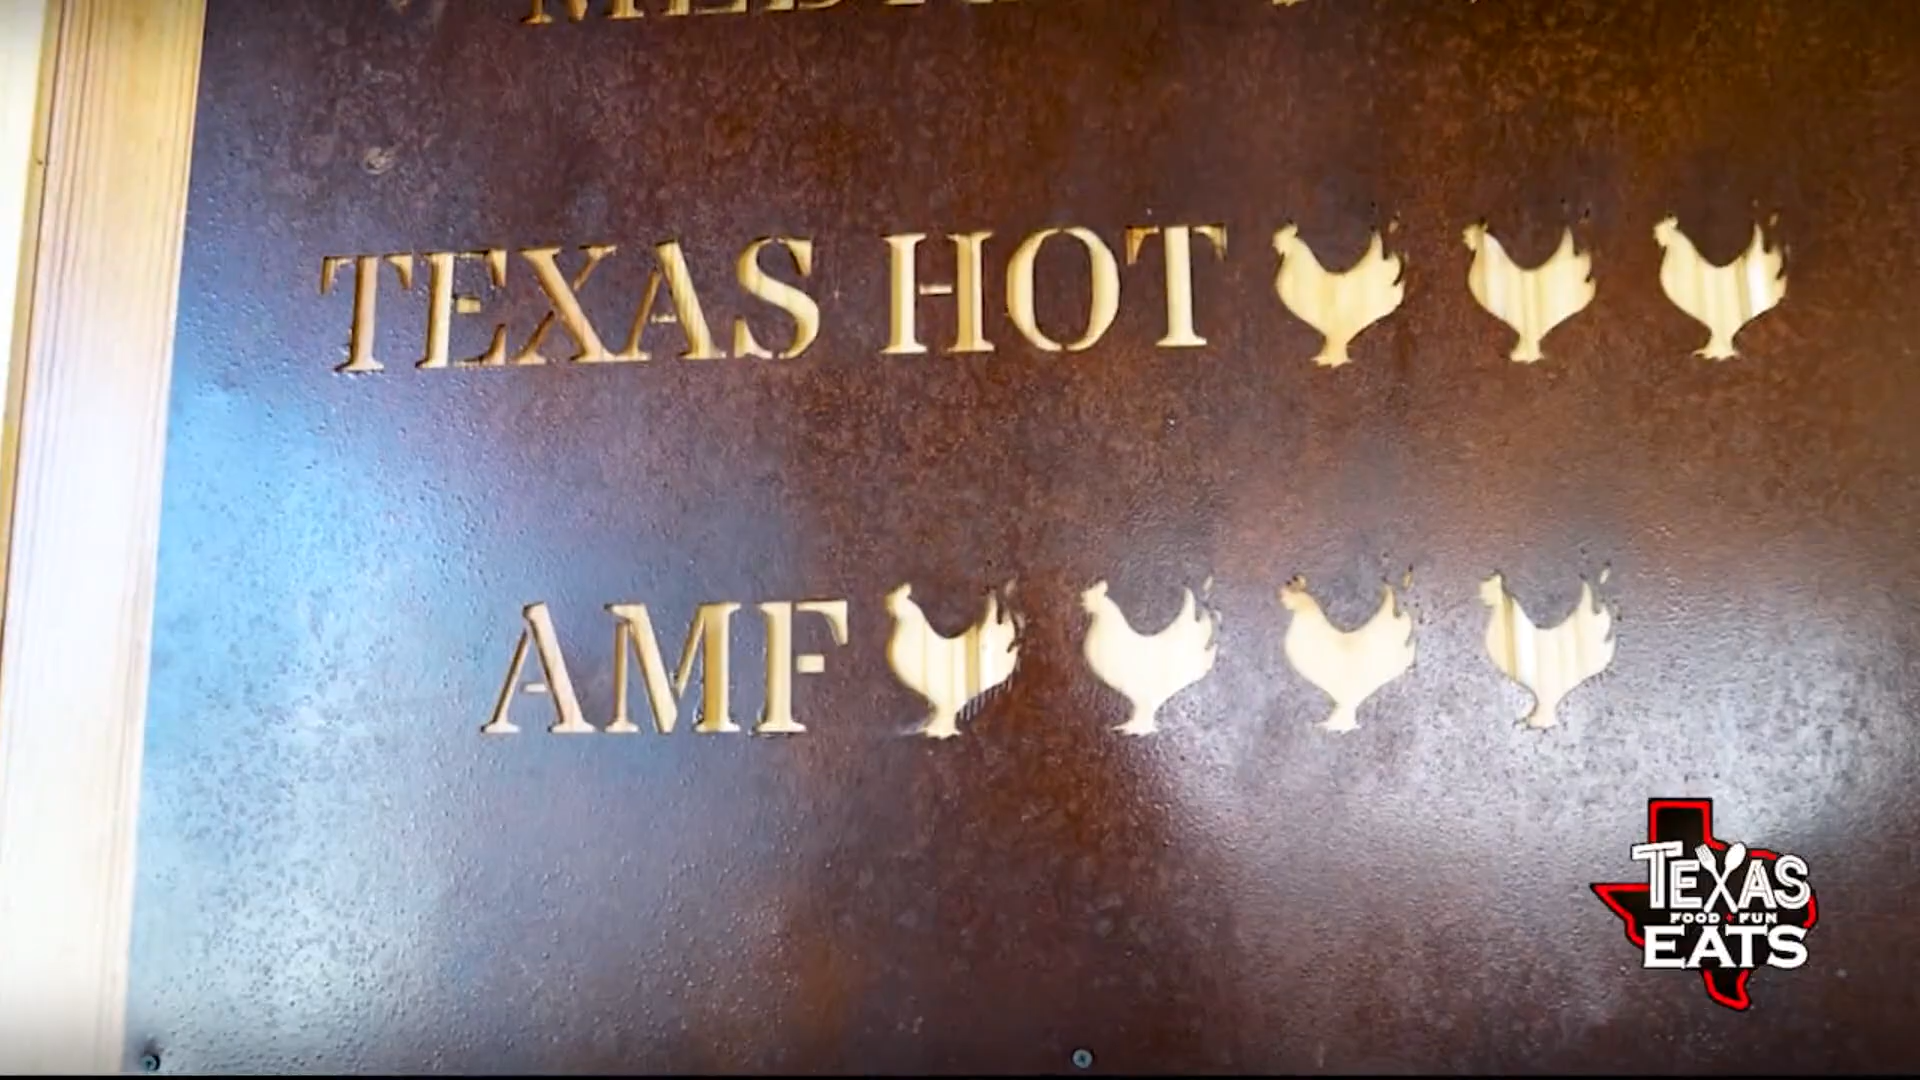 TEXAS HOT
AMF
TEXAS
FOOD + FUN
EATS